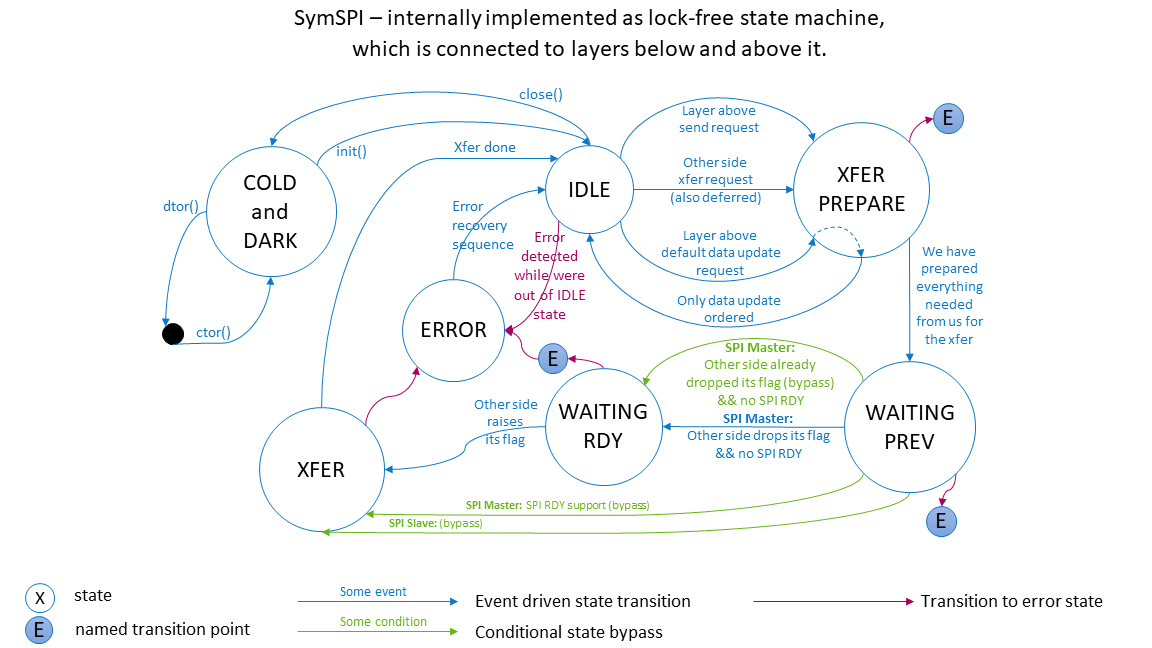 SymSPI – internally implemented as lock-free state machine,
which is connected to layers below and above it.
close()
init()
Xfer done
dtor()
ctor()
COLD
and
DARK
IDLE
Layer above
send request
Other side
xfer request
(also deferred)
Layer above
default data update
request
Only data update
ordered
XFER
PREPARE
E
Error
recovery
sequence
Error
detected
while were
out of IDLE
state
We have
prepared
everything
needed
from us for
the xfer
ERROR
E
SPI Master:
Other side already
dropped its flag (bypass)
&& no SPI RDY
SPI Master:
Other side drops its flag
&& no SPI RDY
WAITING
RDY
WAITING
PREV
Other side
raises
its flag
XFER
SPI Master: SPI RDY support (bypass)
SPI Slave: (bypass)
E
X
state
Some event
Event driven state transition
Transition to error state
E
named transition point
Some condition
Conditional state bypass